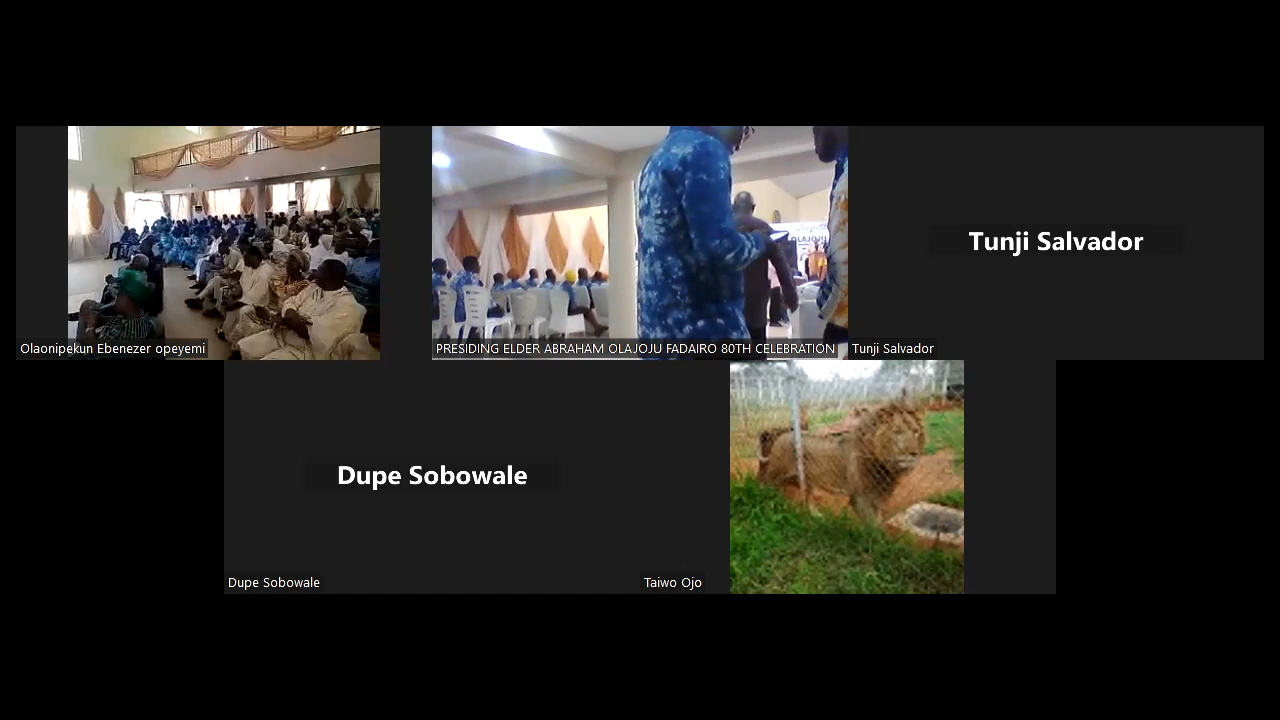 OLAJOJU
Tunji Salvador
Olaonipekun Ebenezer opeyemi
PRESIDING ELDER ABRAHAM OLAJOJU FADAIRO 80TH CELEBRATION
Tunji Salvador
Dupe Sobowale
Dupe Sobowale
Taiwo Ojo